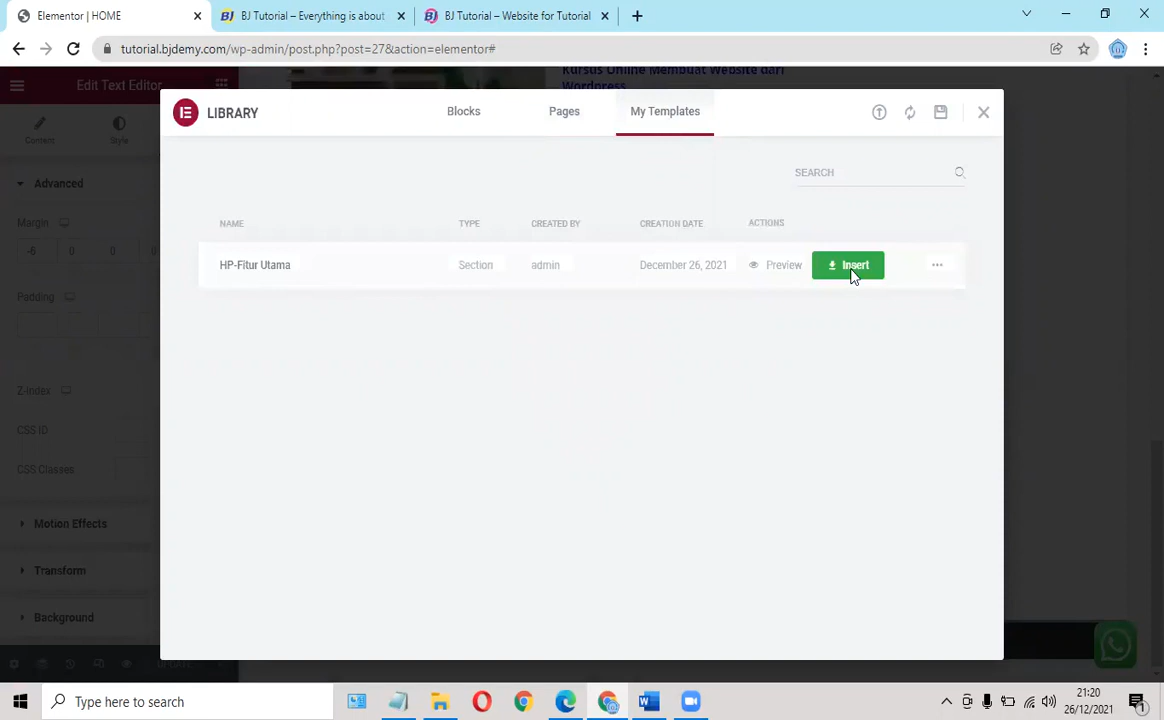 Elementor | HOME
BJ Tutorial – Everything is about
BJ Tutorial – Website for Tutorial
tutorial.bjdemy.com/wp-admin/post.php?post=27&action=elementor#
Kursus Online Membuat Website dari
Wordpress
Edit Text Editor
LIBRARY
Blocks
Pages
My Templates
Content
Style
SEARCH
Advanced
Margin
-6 0 0
NAME
TYPE
CREATED BY
CREATION DATE
ACTIONS
HP-Fitur Utama
Section
admin
December 26, 2021
Preview
Insert
Padding
Z-Index
CSS ID
CSS Classes
Motion Effects
Transform
Background
UPDATE
Type here to search
21:20
26/12/2021
1